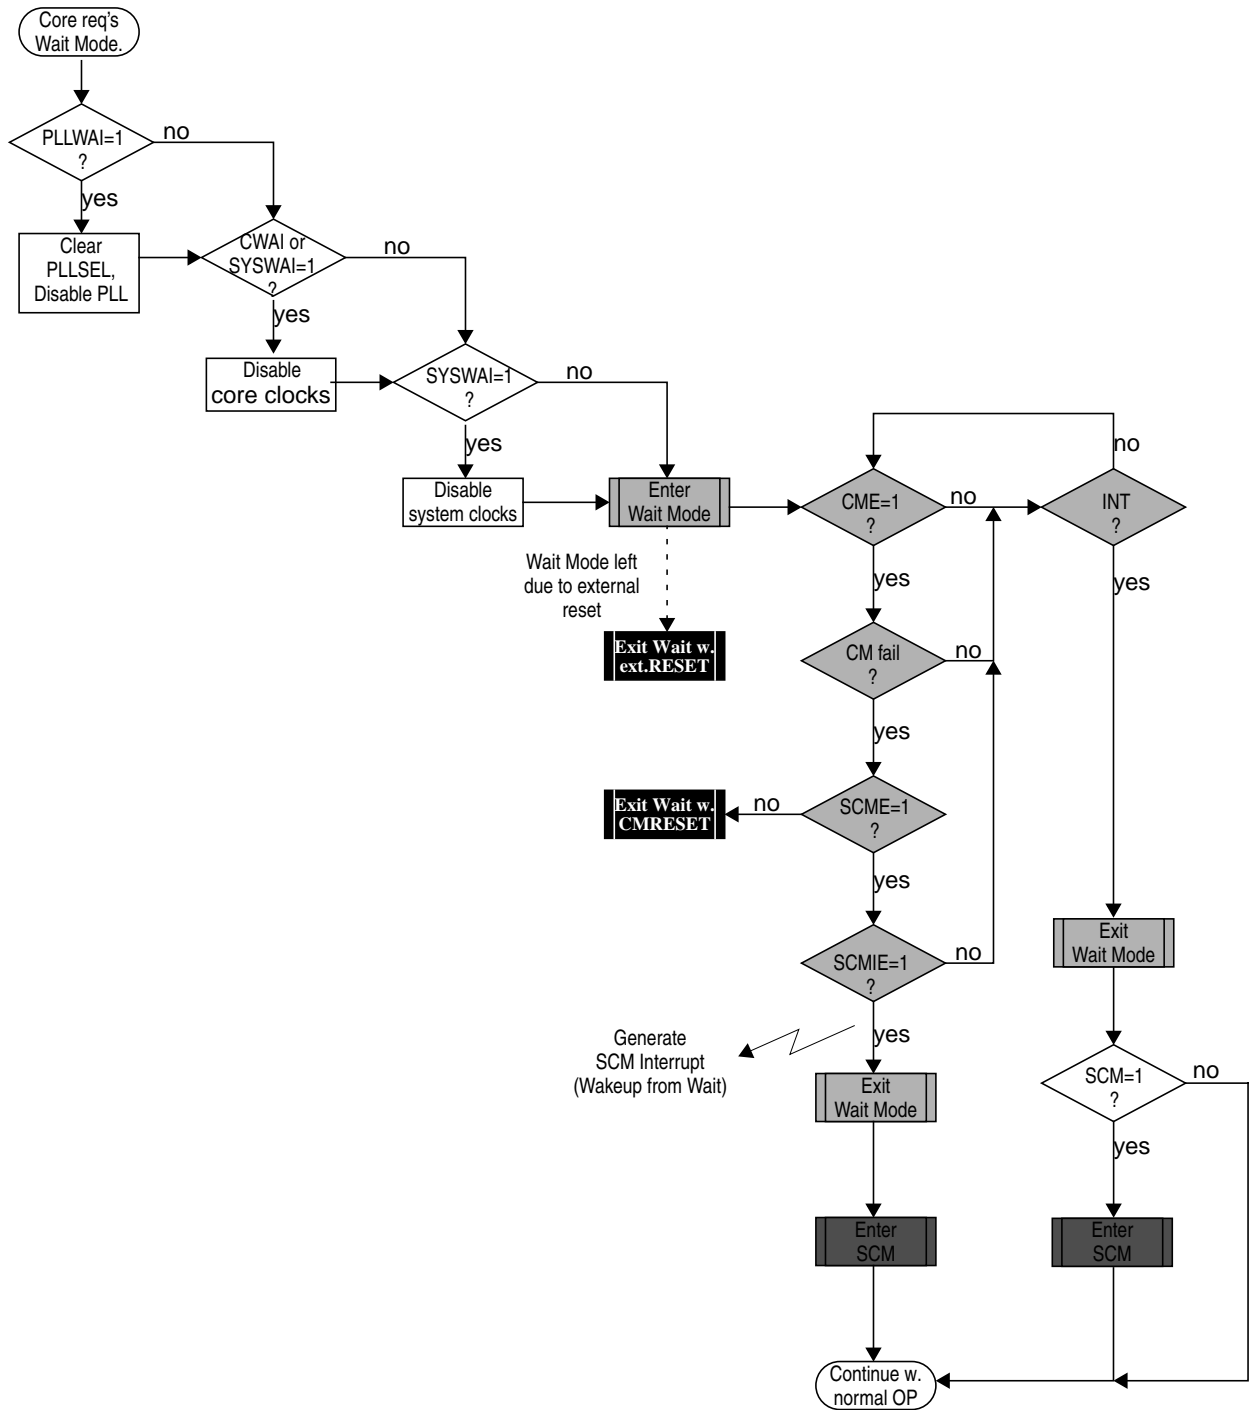 Core req's
Wait Mode.
PLLWAI=1
?
no
yes
Clear
PLLSEL,
Disable PLL
CWAI or
SYSWAI=1
?
no
yes
Disable
core clocks
SYSWAI=1
?
no
yes
Disable
system clocks
Enter
Wait Mode
Wait Mode left
due to external
reset
Exit Wait w.
ext.RESET
CME=1
?
no
yes
INT
?
no
yes
CM fail
?
no
yes
SCME=1
?
no
yes
Exit Wait w.
CMRESET
SCMIE=1
?
no
yes
Generate
SCM Interrupt
(Wakeup from Wait)
Exit
Wait Mode
Enter
SCM
Exit
Wait Mode
SCM=1
?
no
yes
Enter
SCM
Continue w.
normal OP